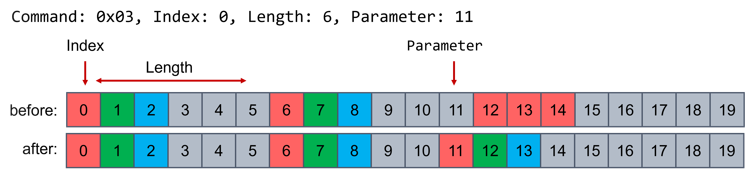 Command: 0x03, Index: 0, Length: 6, Parameter: 11
Index Parameter
Length
before: 0 1 2 3 4 5 6 7 8 9 10 11 12 13 14 15 16 17 18 19
after: 0 1 2 3 4 5 6 7 8 9 10 11 12 13 14 15 16 17 18 19